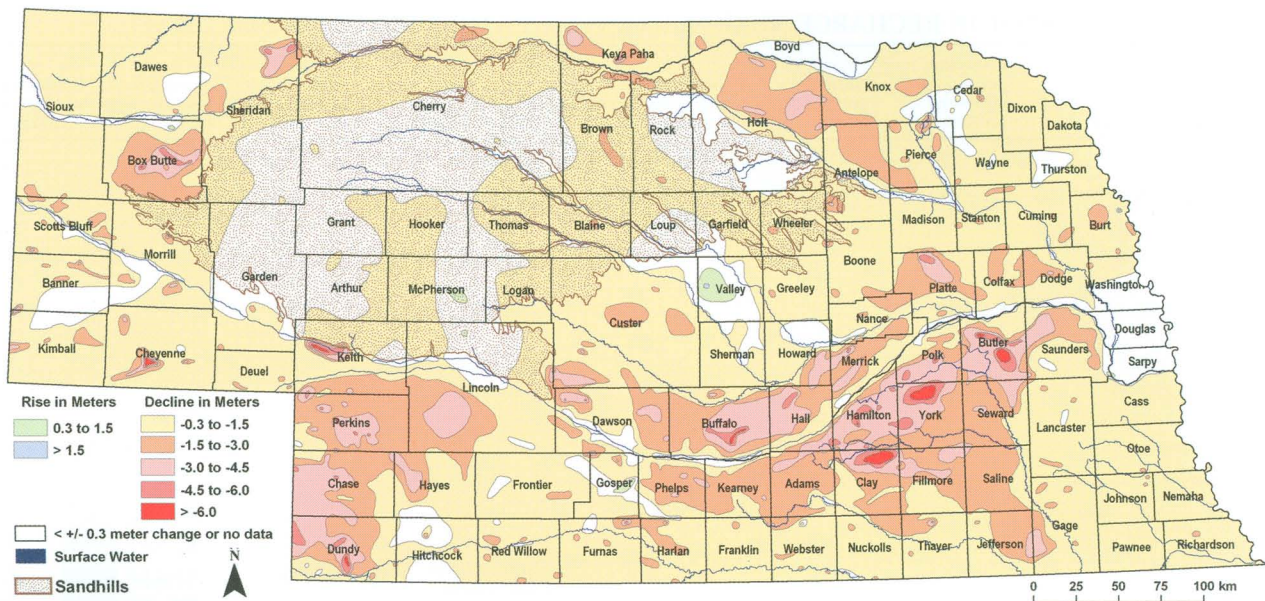 Keya Paha
Boyd
Dawes
Knox
Cedar
Sioux
Sheridan
Cherry
Dixon
Brown
Rock
Holt
Dakota
Box Butte
Pierce
Wayne
Thurston
Antelope
Scotts Bluff
Grant
Hooker
Thomas
Blaine
Loup
Garfield
Wheeler
Madison
Stanton
Cuming
Burt
Morrill
Boone
Garden
Banner
Arthur
McPherson
Logan
Valley
Greeley
Platte
Colfax
Dodge
Washington
Custer
Nance
Douglas
Kimball
Cheyenne
Keith
Sherman
Howard
Merrick
Polk
Butler
Saunders
Sarpy
Deuel
Lincoln
Cass
Rise in Meters
Decline in Meters
0.3 to 1.5
-0.3 to -1.5
> 1.5
-1.5 to -3.0
-3.0 to -4.5
-4.5 to -6.0
> -6.0
Perkins
Dawson
Buffalo
Hall
Hamilton
York
Seward
Lancaster
Otoe
Chase
Hayes
Frontier
Gosper
Phelps
Kearney
Adams
Clay
Fillmore
Saline
Johnson
Nemaha
Gage
< +/- 0.3 meter change or no data
Surface Water
N
Dundy
Hitchcock
Red Willow
Furnas
Harlan
Franklin
Webster
Nuckolls
Thayer
Jefferson
Pawnee
Richardson
Sandhills
0 25 50 75 100 km